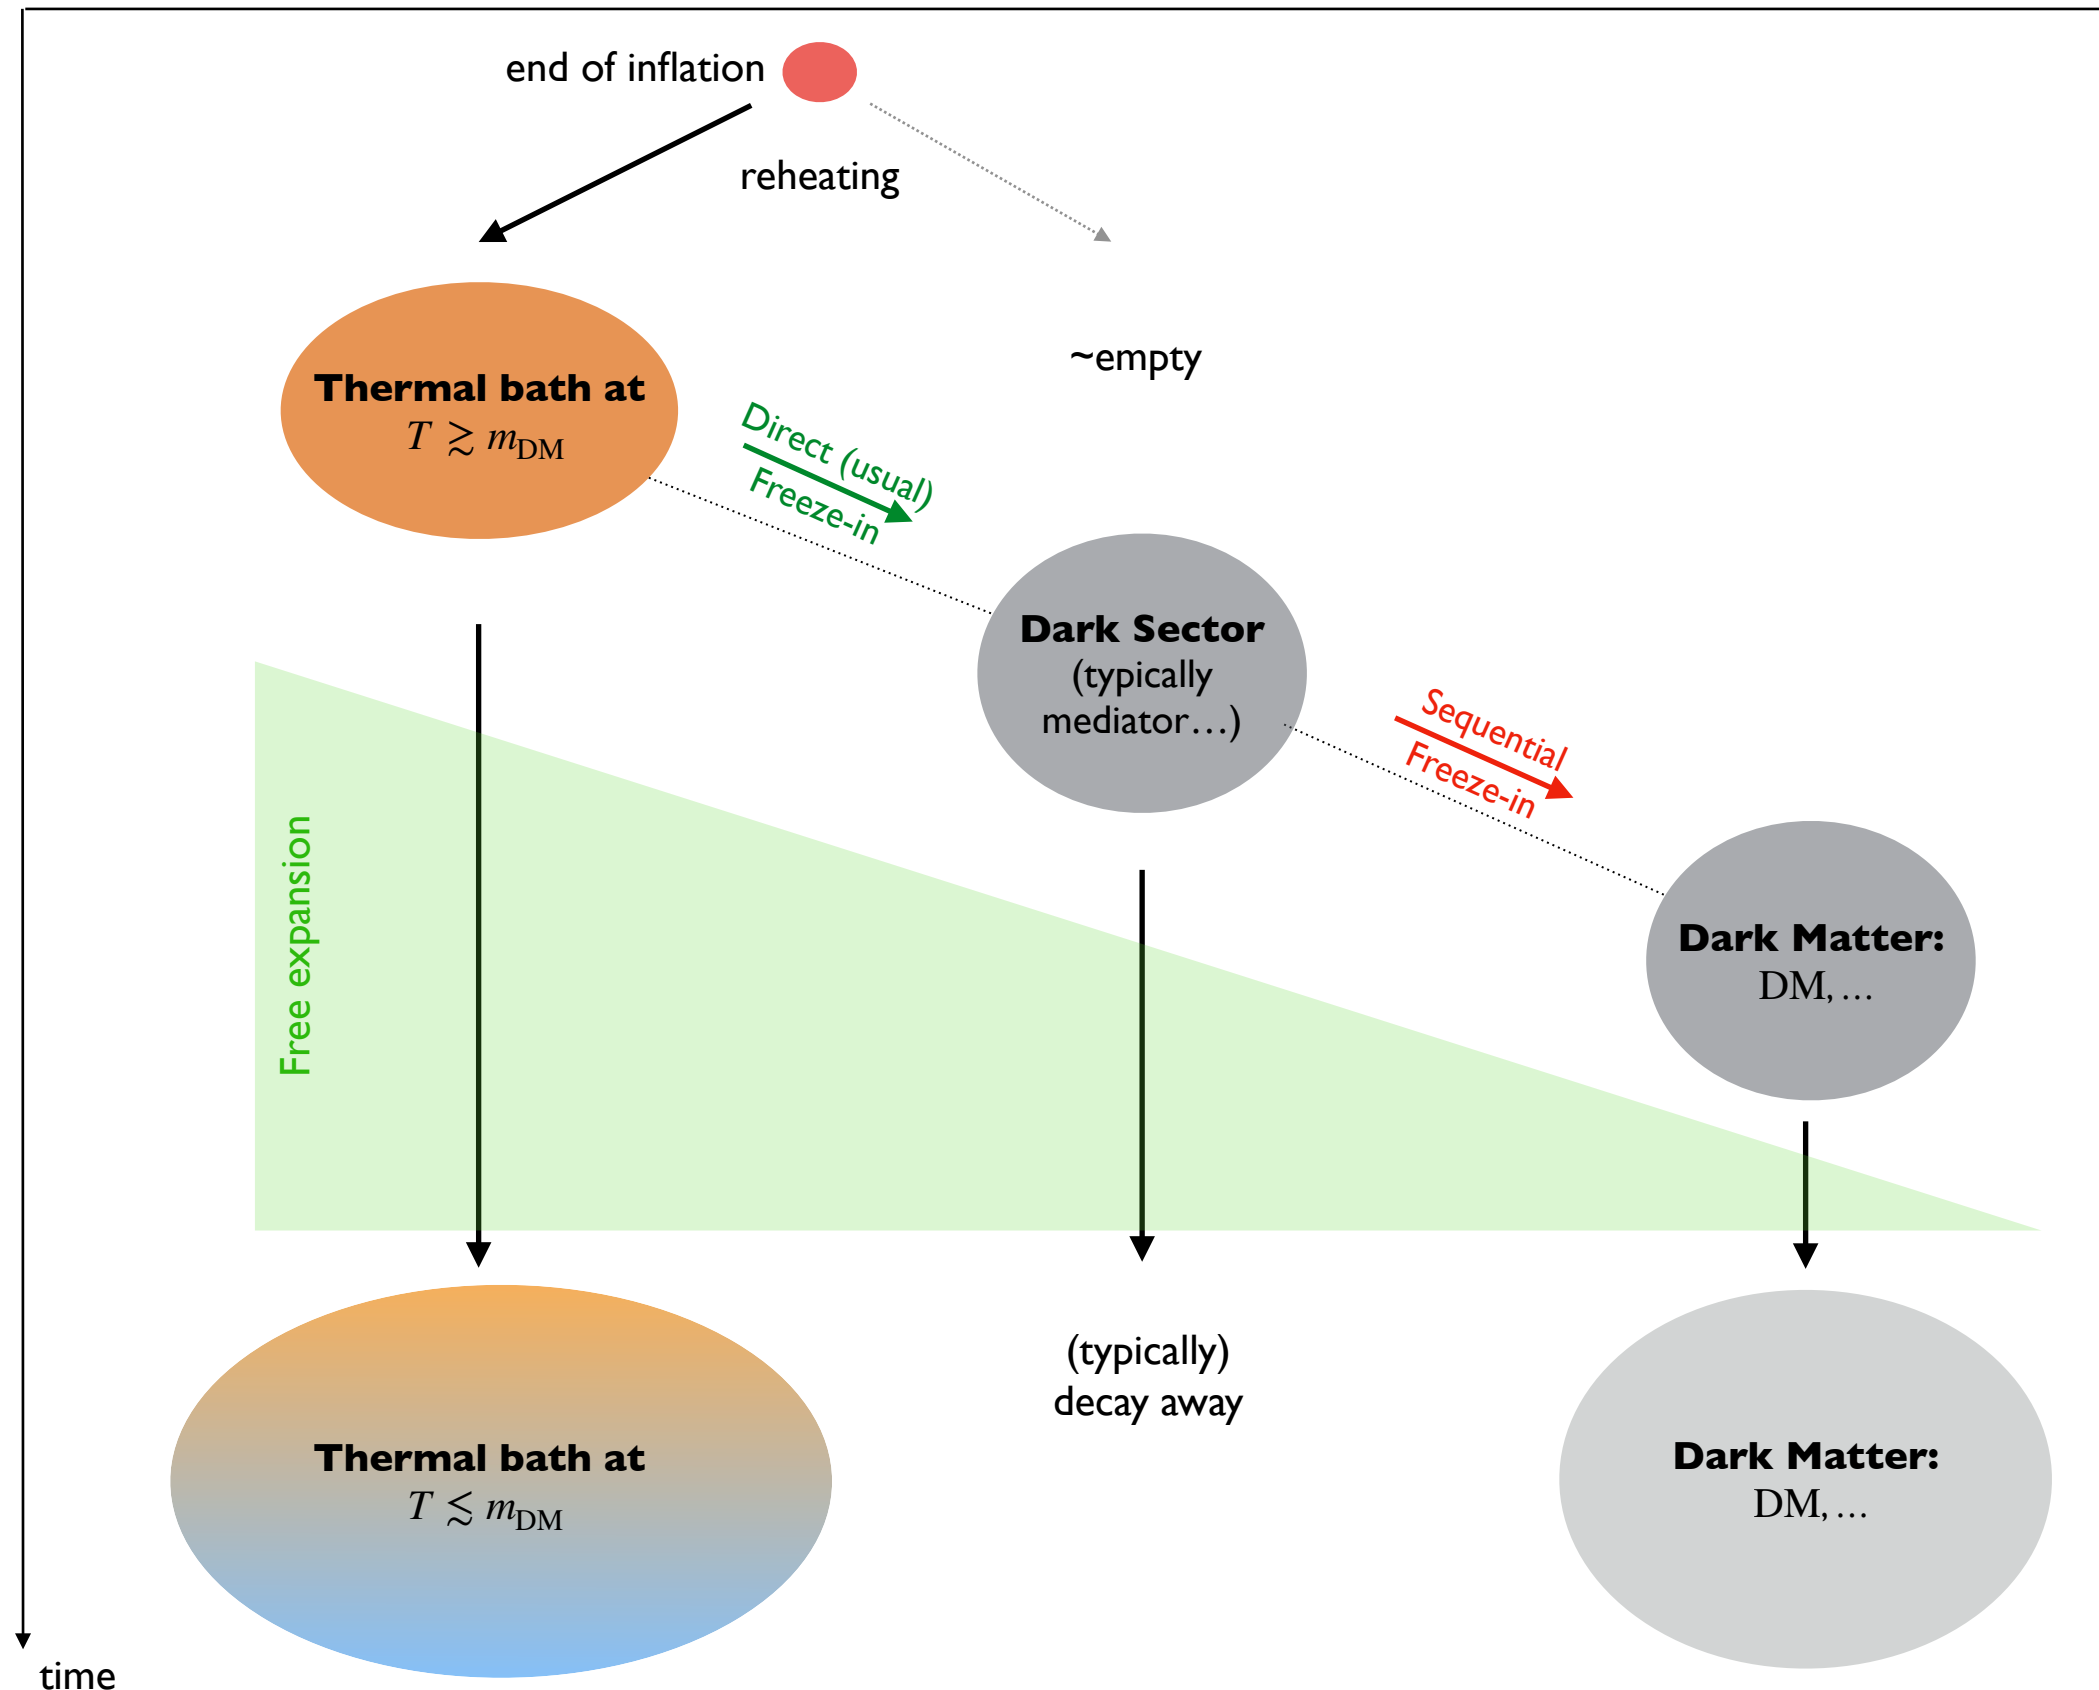 end of inflation
reheating
~empty
Thermal bath at
T ≳ m_DM
Direct (usual)
Freeze-in
Dark Sector
(typically
mediator…)
Sequential
Freeze-in
Free expansion
Dark Matter:
DM, …
(typically)
decay away
Thermal bath at
T ≲ m_DM
Dark Matter:
DM, …
time